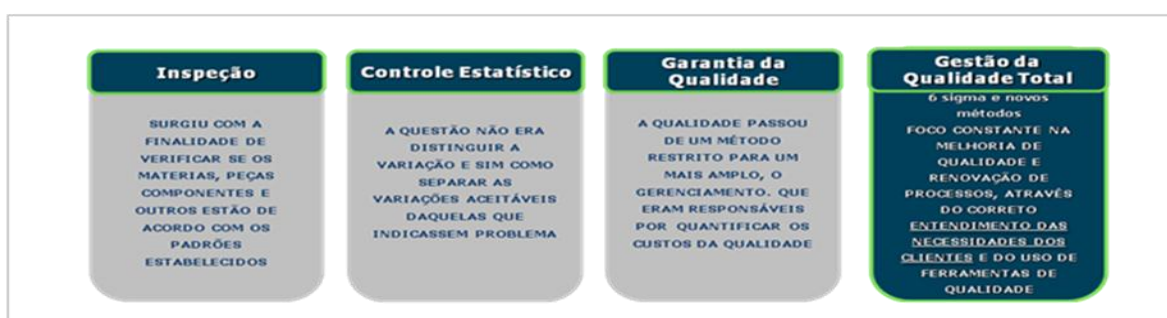 Inspeção
SURGIU COM A
FINALIDADE DE
VERIFICAR SE OS
MATERIAS, PEÇAS
COMPONENTES E
OUTROS ESTÃO DE
ACORDO COM OS
PADRÕES
ESTABELECIDOS
Controle Estatístico
A QUESTÃO NÃO ERA
DISTINGUIR A
VARIAÇÃO E SIM COMO
SEPARAR AS
VARIAÇÕES ACEITÁVEIS
DAQUELAS QUE
INDICASSEM PROBLEMA
Garantia da
Qualidade
A QUALIDADE PASSOU
DE UM MÉTODO
RESTRITO PARA UM
MAIS AMPLO, O
GERENCIAMENTO. QUE
ERAM RESPONSÁVEIS
POR QUANTIFICAR OS
CUSTOS DA QUALIDADE
Gestão da
Qualidade Total
6 sigma e novos
métodos
FOCO CONSTANTE NA
MELHORIA DE
QUALIDADE E
RENOVAÇÃO DE
PROCESSOS, ATRAVÉS
DO CORRETO
ENTENDIMENTO DAS
NECESSIDADES DOS
CLIENTES E DO USO DE
FERRAMENTAS DE
QUALIDADE